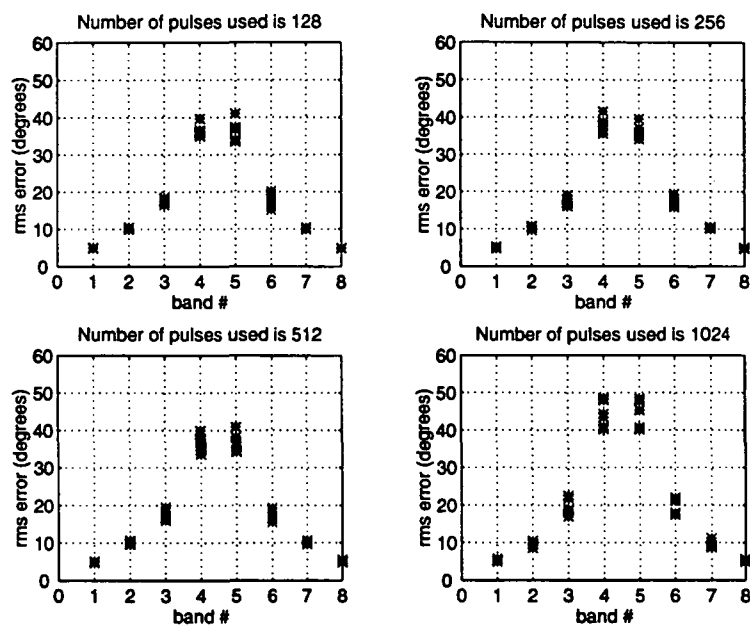 Number of pulses used is 128
60
50
40
30
20
10
0
rms error (degrees)
0 1 2 3 4 5 6 7 8
band #
Number of pulses used is 256
60
50
40
30
20
10
0
rms error (degrees)
0 1 2 3 4 5 6 7 8
band #
Number of pulses used is 512
60
50
40
30
20
10
0
rms error (degrees)
0 1 2 3 4 5 6 7 8
band #
Number of pulses used is 1024
60
50
40
30
20
10
0
rms error (degrees)
0 1 2 3 4 5 6 7 8
band #